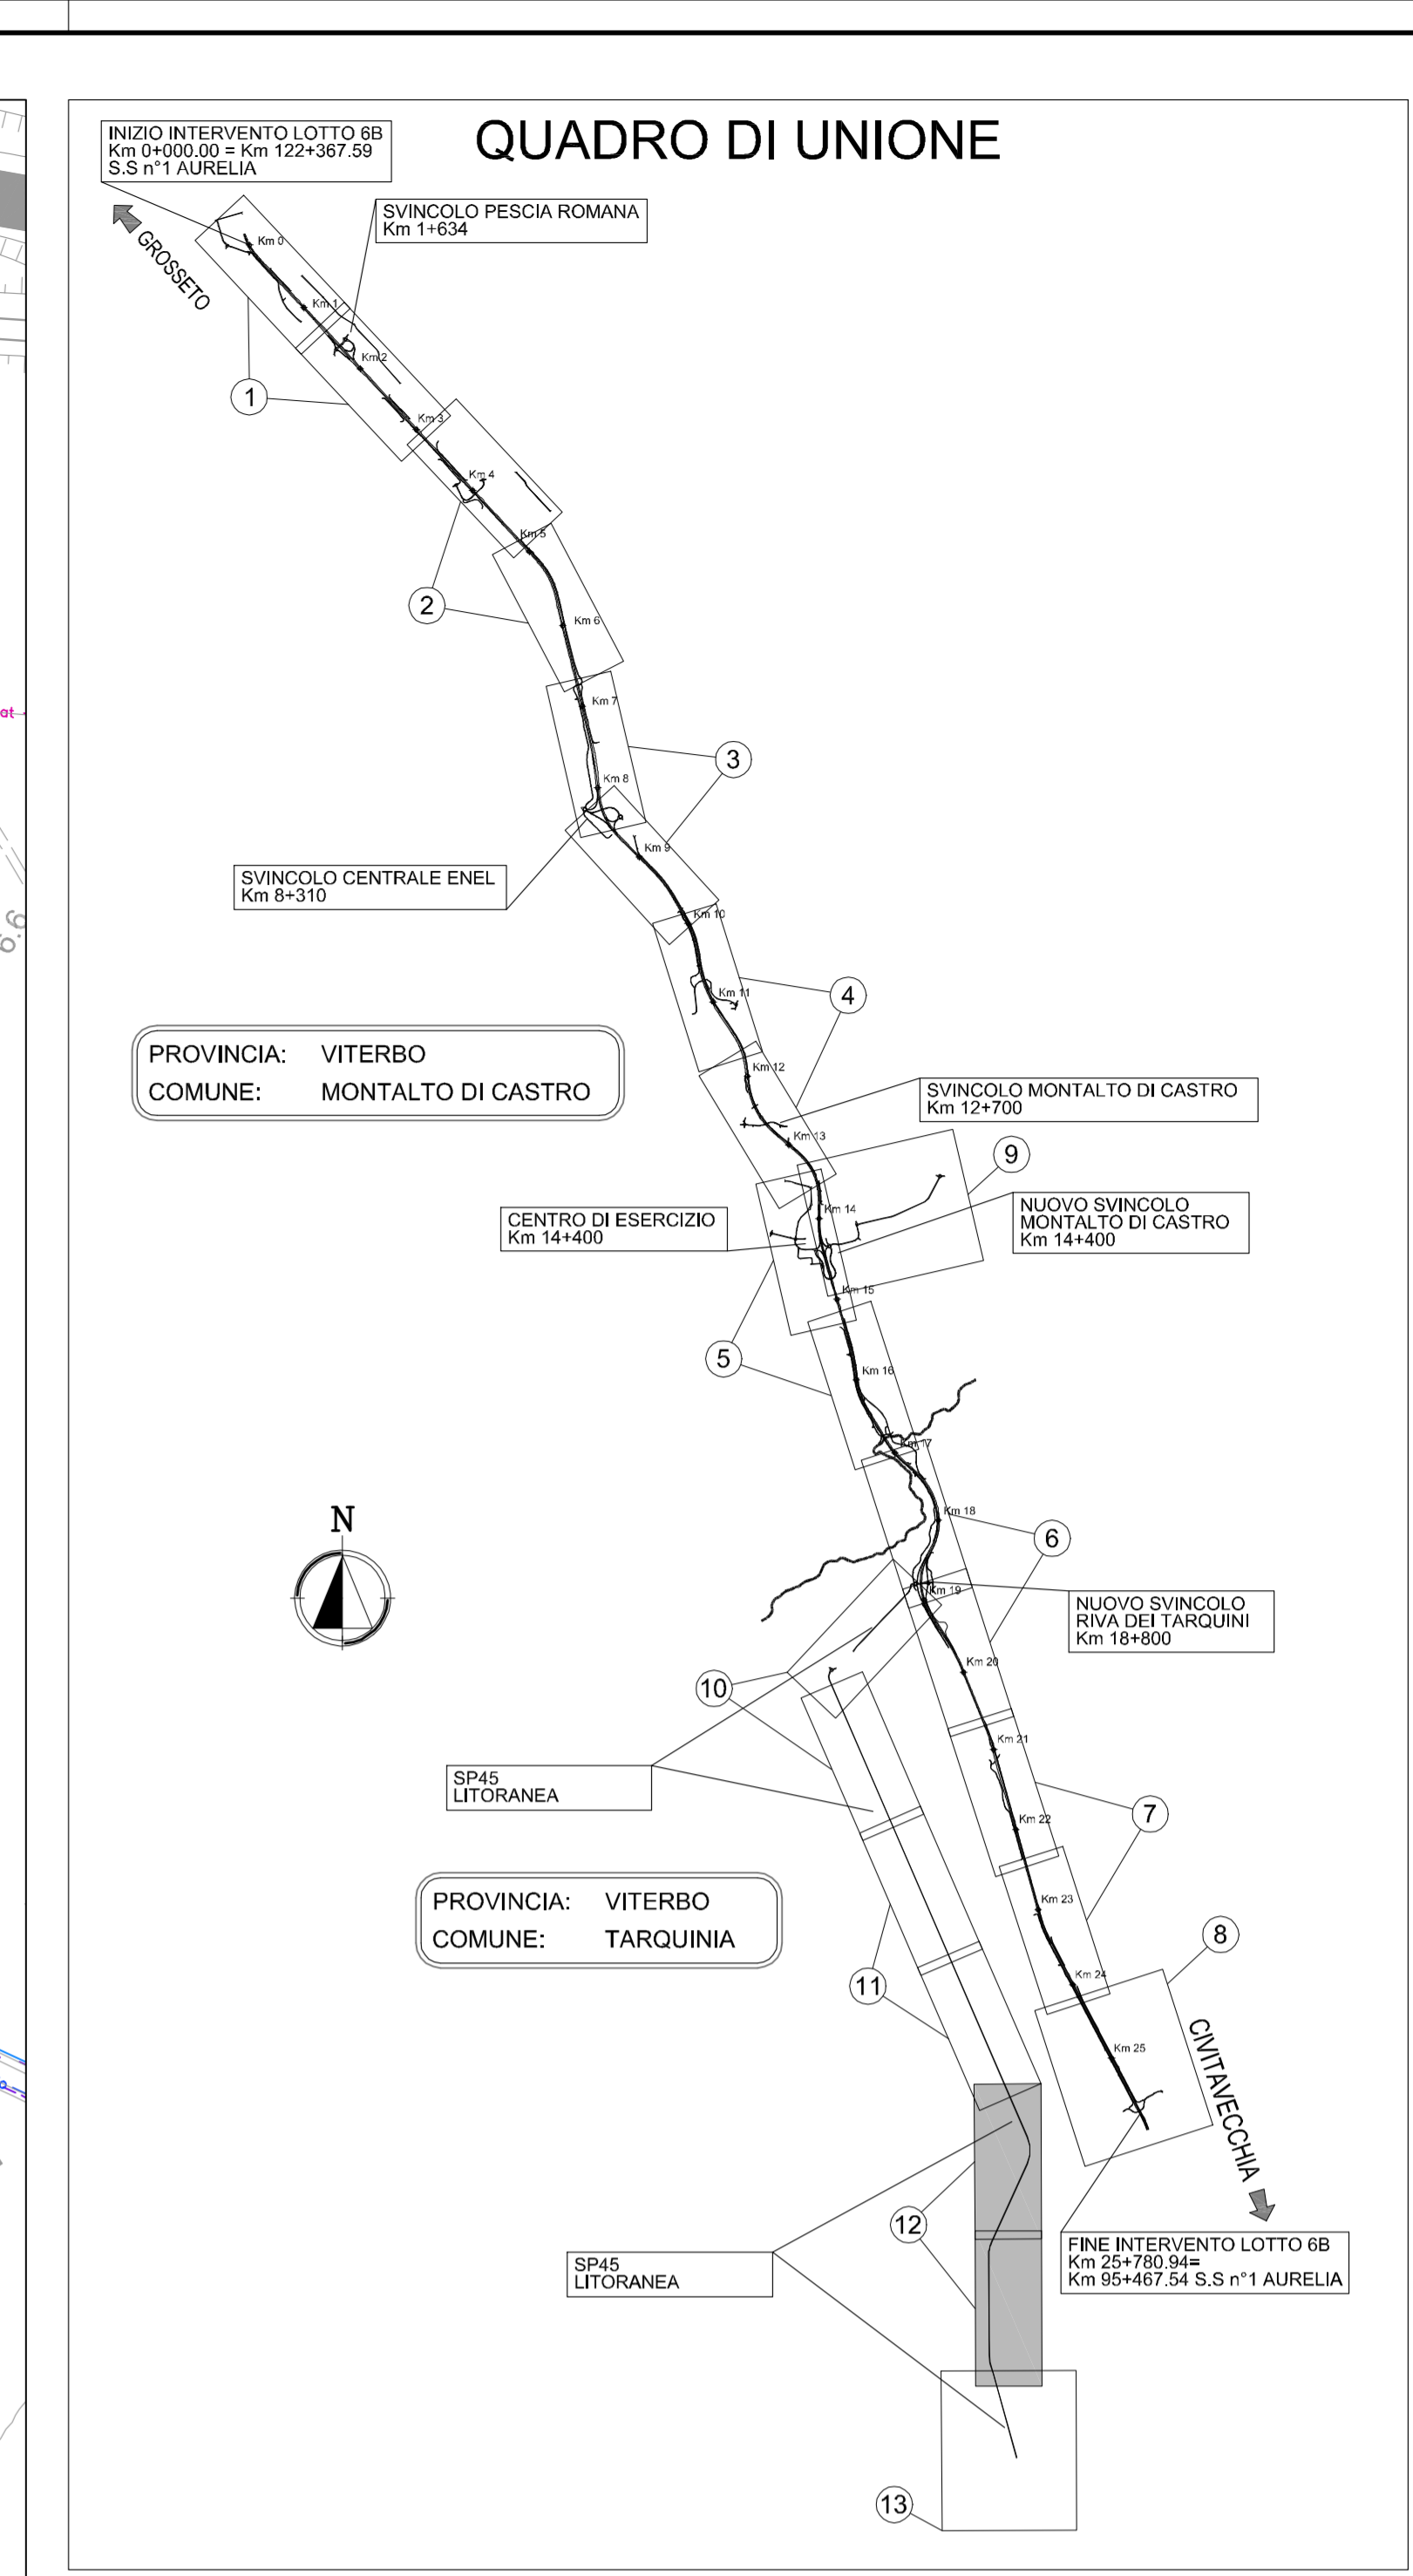 QUADRO DI UNIONE
INIZIO INTERVENTO LOTTO 6B
Km 0+000.00 = Km 122+367.59
S.S n°1 AURELIA
SVINCOLO PESCIA ROMANA
Km 1+634
GROSSETO
Km 0
Km 1
Km 2
1
Km 3
Km 4
Km 5
2
Km 6
Km 7
at
3
Km 8
Km 9
SVINCOLO CENTRALE ENEL
Km 8+310
6.6
Km 10
4
Km 11
PROVINCIA: VITERBO
COMUNE: MONTALTO DI CASTRO
Km 12
SVINCOLO MONTALTO DI CASTRO
Km 12+700
Km 13
9
CENTRO DI ESERCIZIO
Km 14+400
Km 14
NUOVO SVINCOLO
MONTALTO DI CASTRO
Km 14+400
Km 15
5
Km 16
Km 17
N
Km 18
6
Km 19
NUOVO SVINCOLO
RIVA DEI TARQUINI
Km 18+800
Km 20
10
Km 21
SP45
LITORANEA
7
Km 22
PROVINCIA: VITERBO
COMUNE: TARQUINIA
Km 23
8
Km 24
11
Km 25
CIVITAVECCHIA
12
FINE INTERVENTO LOTTO 6B
Km 25+780.94=
Km 95+467.54 S.S n°1 AURELIA
SP45
LITORANEA
13